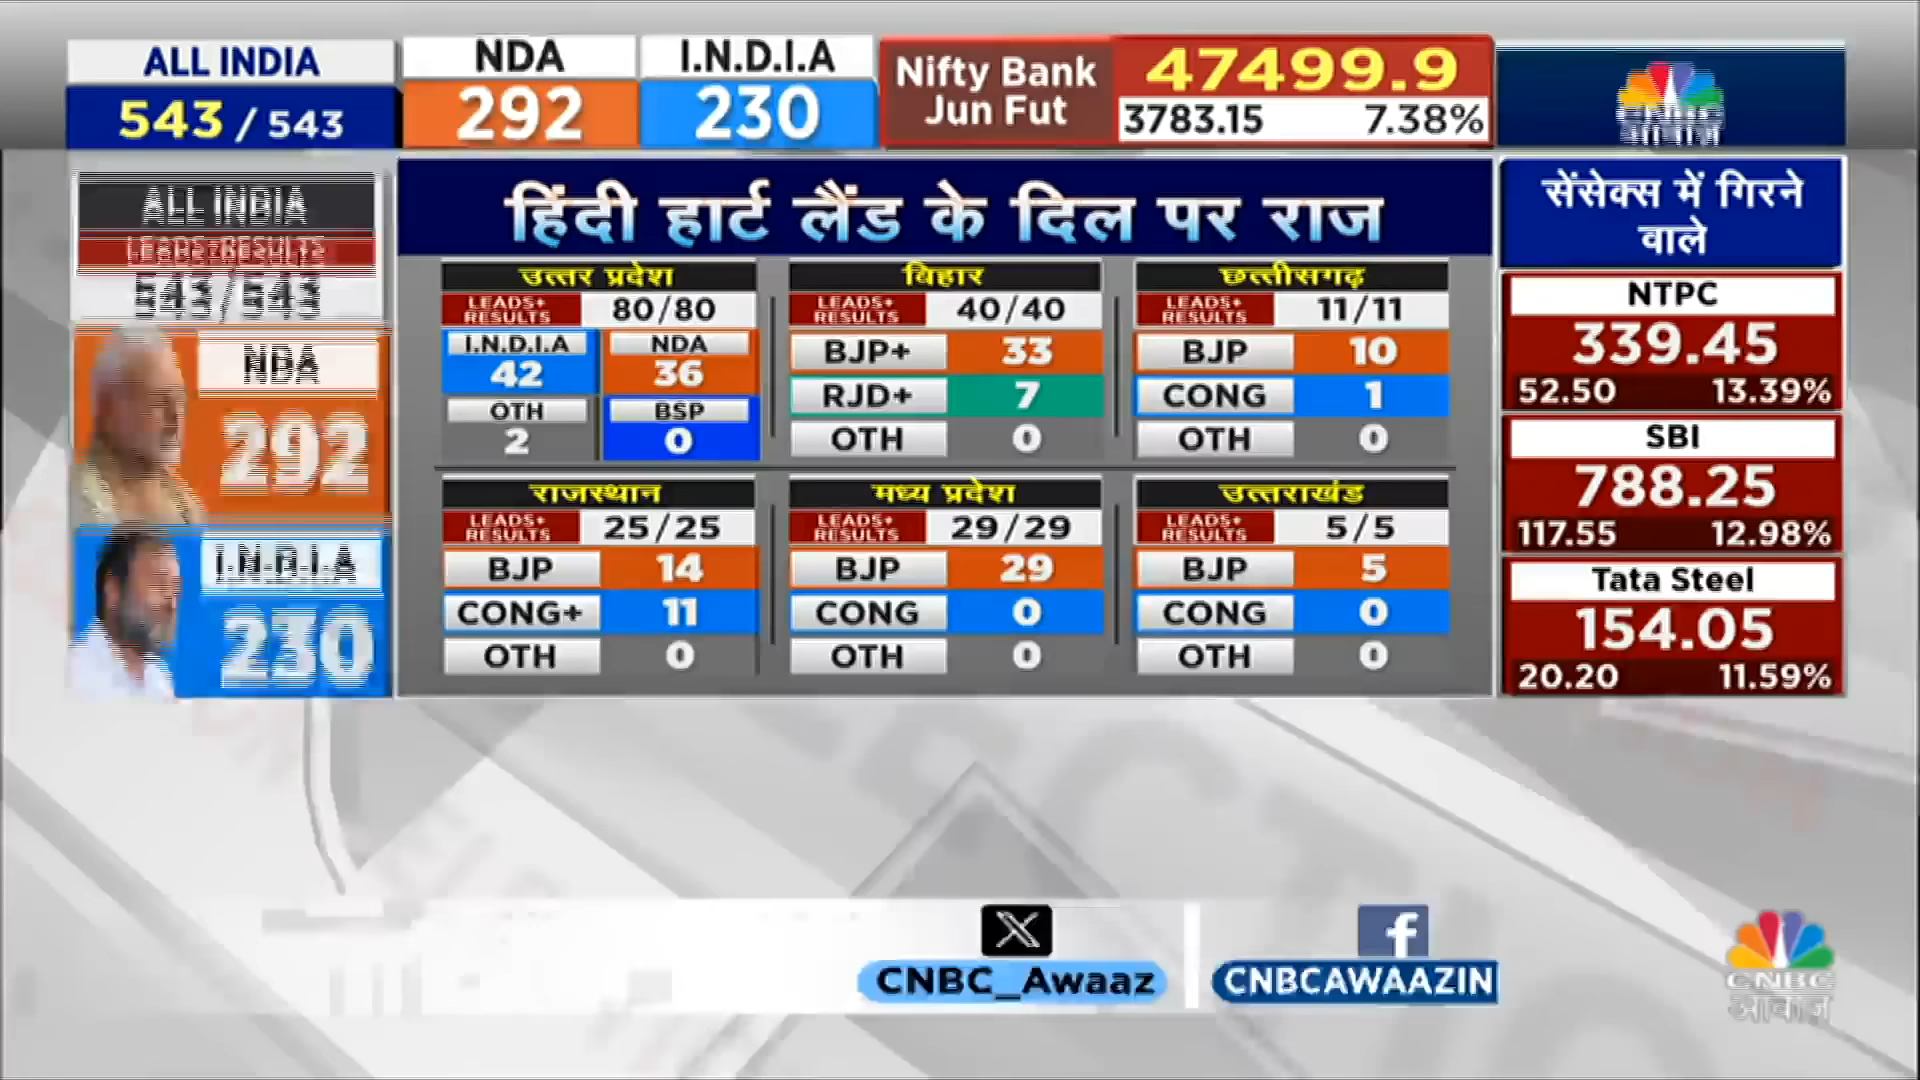 ALL INDIA
543 / 543
NDA
292
I.N.D.I.A
230
Nifty Bank
Jun Fut
47499.9
3783.15 7.38%
ALL INDIA
LEADS+RESULTS
543/543
NDA
292
I.N.D.I.A
230
हिंदी हार्ट लैंड के दिल पर राज
उत्तर प्रदेश
LEADS+
RESULTS
80/80
I.N.D.I.A NDA
42 36
OTH BSP
2 0
बिहार
LEADS+
RESULTS
40/40
BJP+ 33
RJD+ 7
OTH 0
छत्तीसगढ़
LEADS+
RESULTS
11/11
BJP 10
CONG 1
OTH 0
राजस्थान
LEADS+
RESULTS
25/25
BJP 14
CONG+ 11
OTH 0
मध्य प्रदेश
LEADS+
RESULTS
29/29
BJP 29
CONG 0
OTH 0
उत्तराखंड
LEADS+
RESULTS
5/5
BJP 5
CONG 0
OTH 0
सेंसेक्स में गिरने
वाले
NTPC
339.45
52.50 13.39%
SBI
788.25
117.55 12.98%
Tata Steel
154.05
20.20 11.59%
CNBC_Awaaz
CNBCAWAAZIN
CNBC
आवाज़